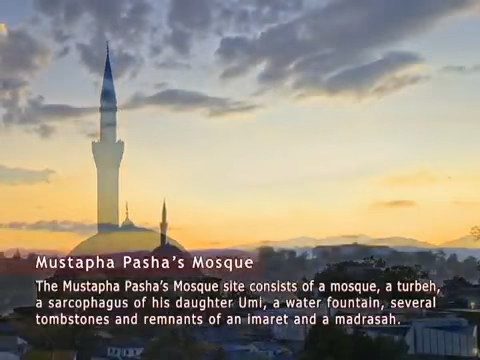 Mustapha Pasha's Mosque
The Mustapha Pasha's Mosque site consists of a mosque, a turbeh,
a sarcophagus of his daughter Umi, a water fountain, several
tombstones and remnants of an imaret and a madrasah.